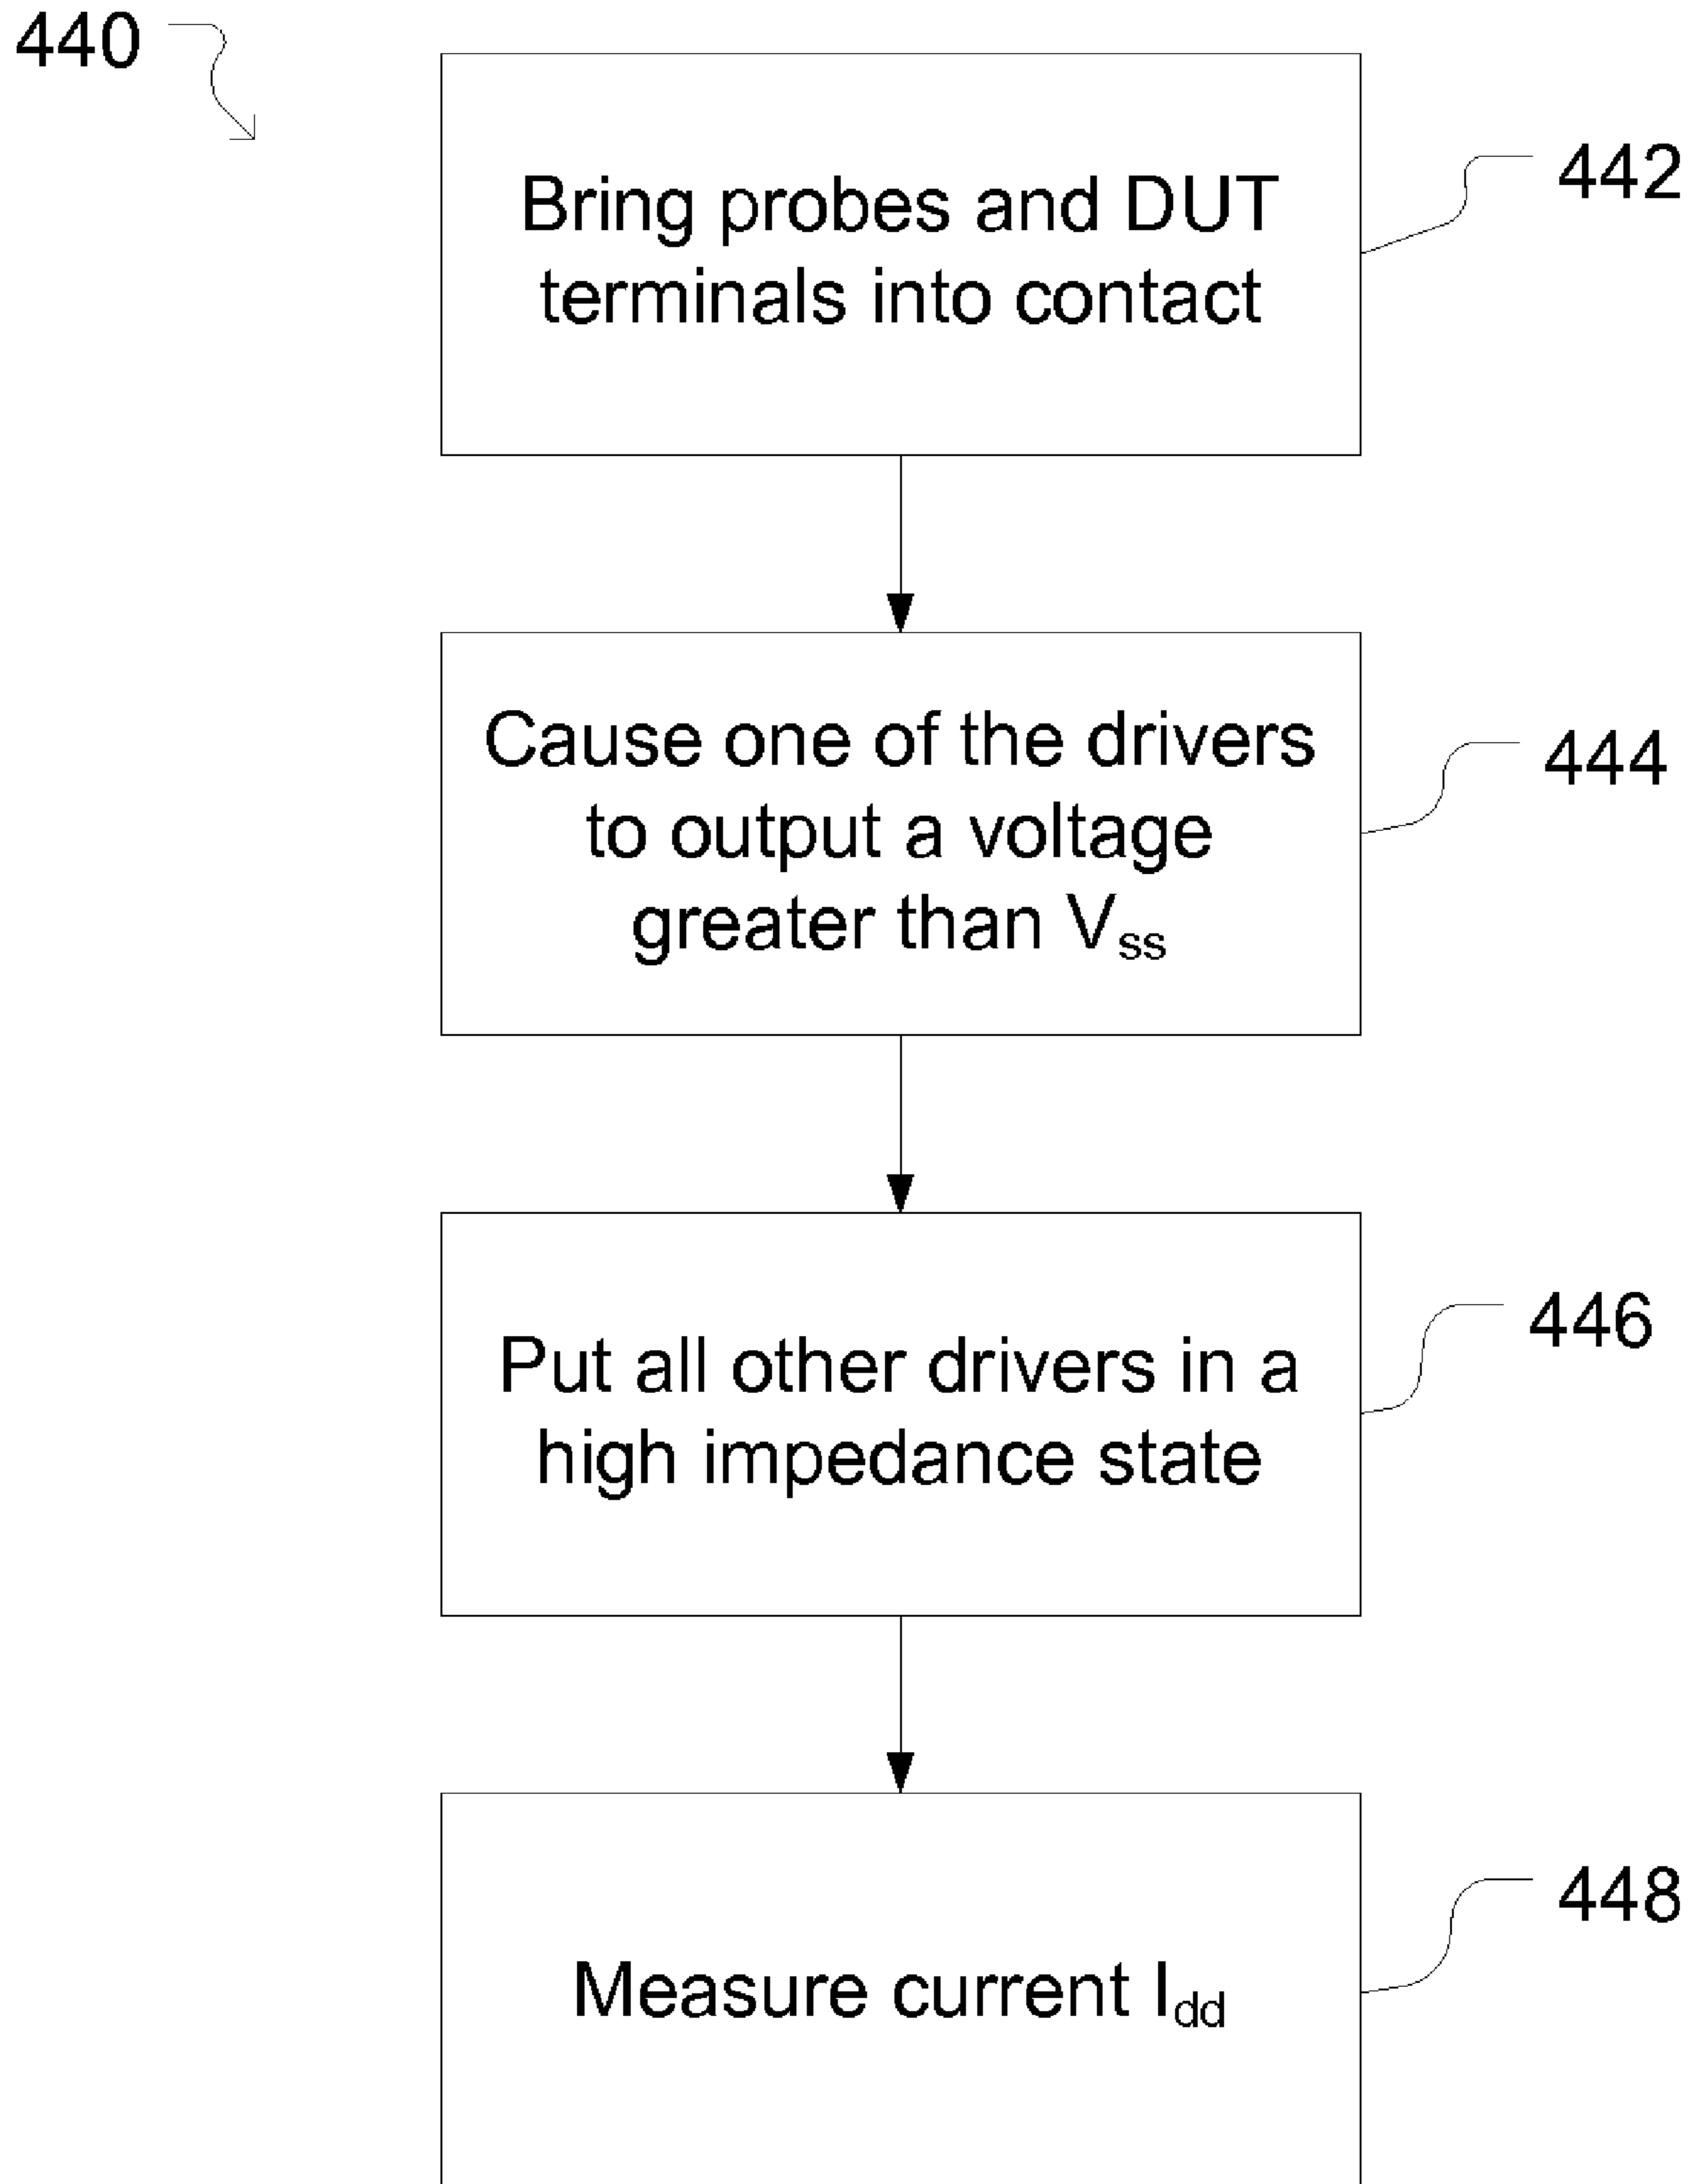 440
Bring probes and DUT
terminals into contact
442
Cause one of the drivers
to output a voltage
greater than Vss
444
Put all other drivers in a
high impedance state
446
Measure current Idd
448